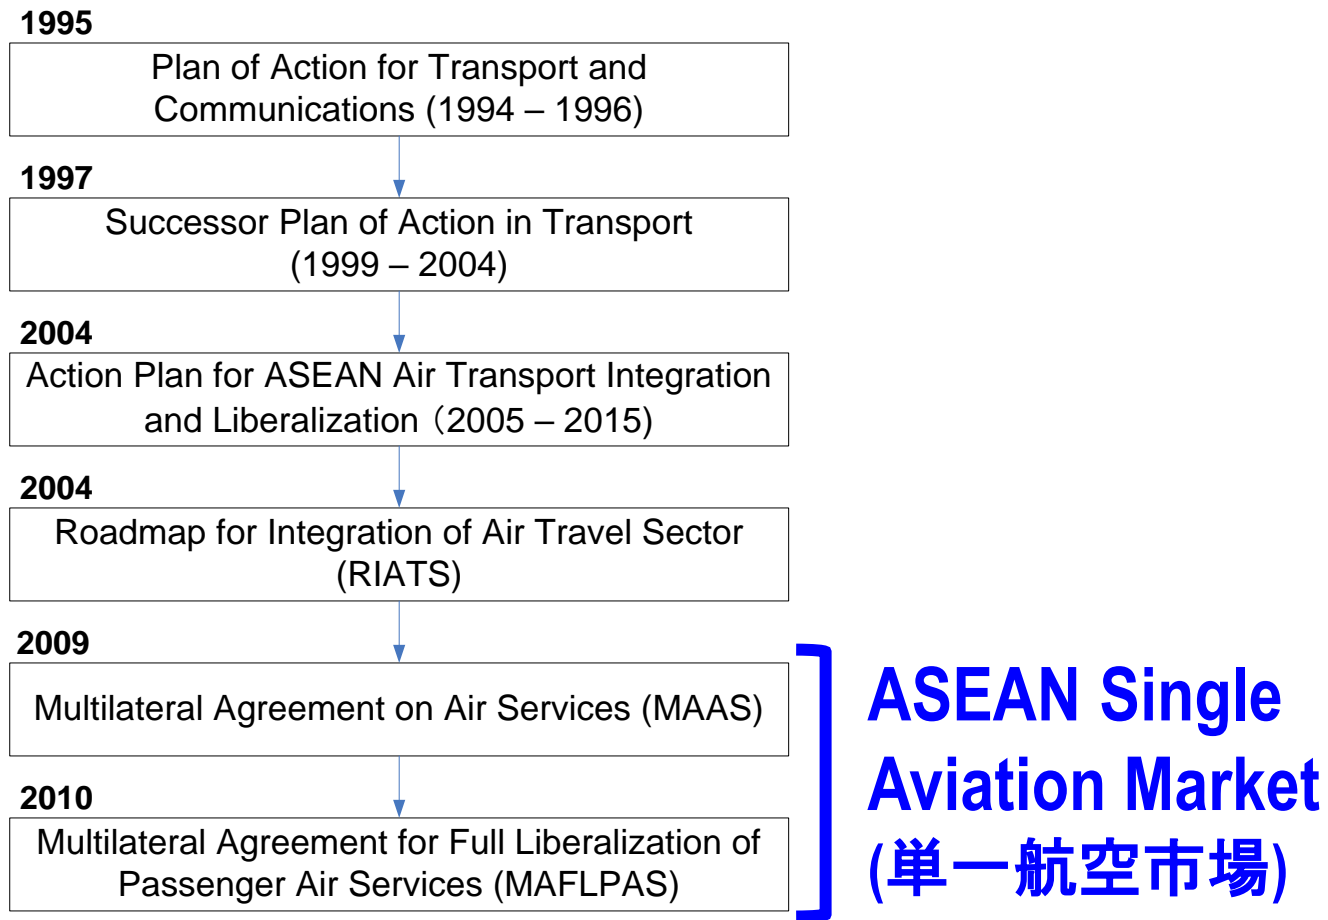 1995
Plan of Action for Transport and
Communications (1994 – 1996)
1997
Successor Plan of Action in Transport
(1999 – 2004)
2004
Action Plan for ASEAN Air Transport Integration
and Liberalization（2005 – 2015)
2004
Roadmap for Integration of Air Travel Sector
(RIATS)
2009
Multilateral Agreement on Air Services (MAAS)
2010
Multilateral Agreement for Full Liberalization of
Passenger Air Services (MAFLPAS)
ASEAN Single
Aviation Market
(単一航空市場)